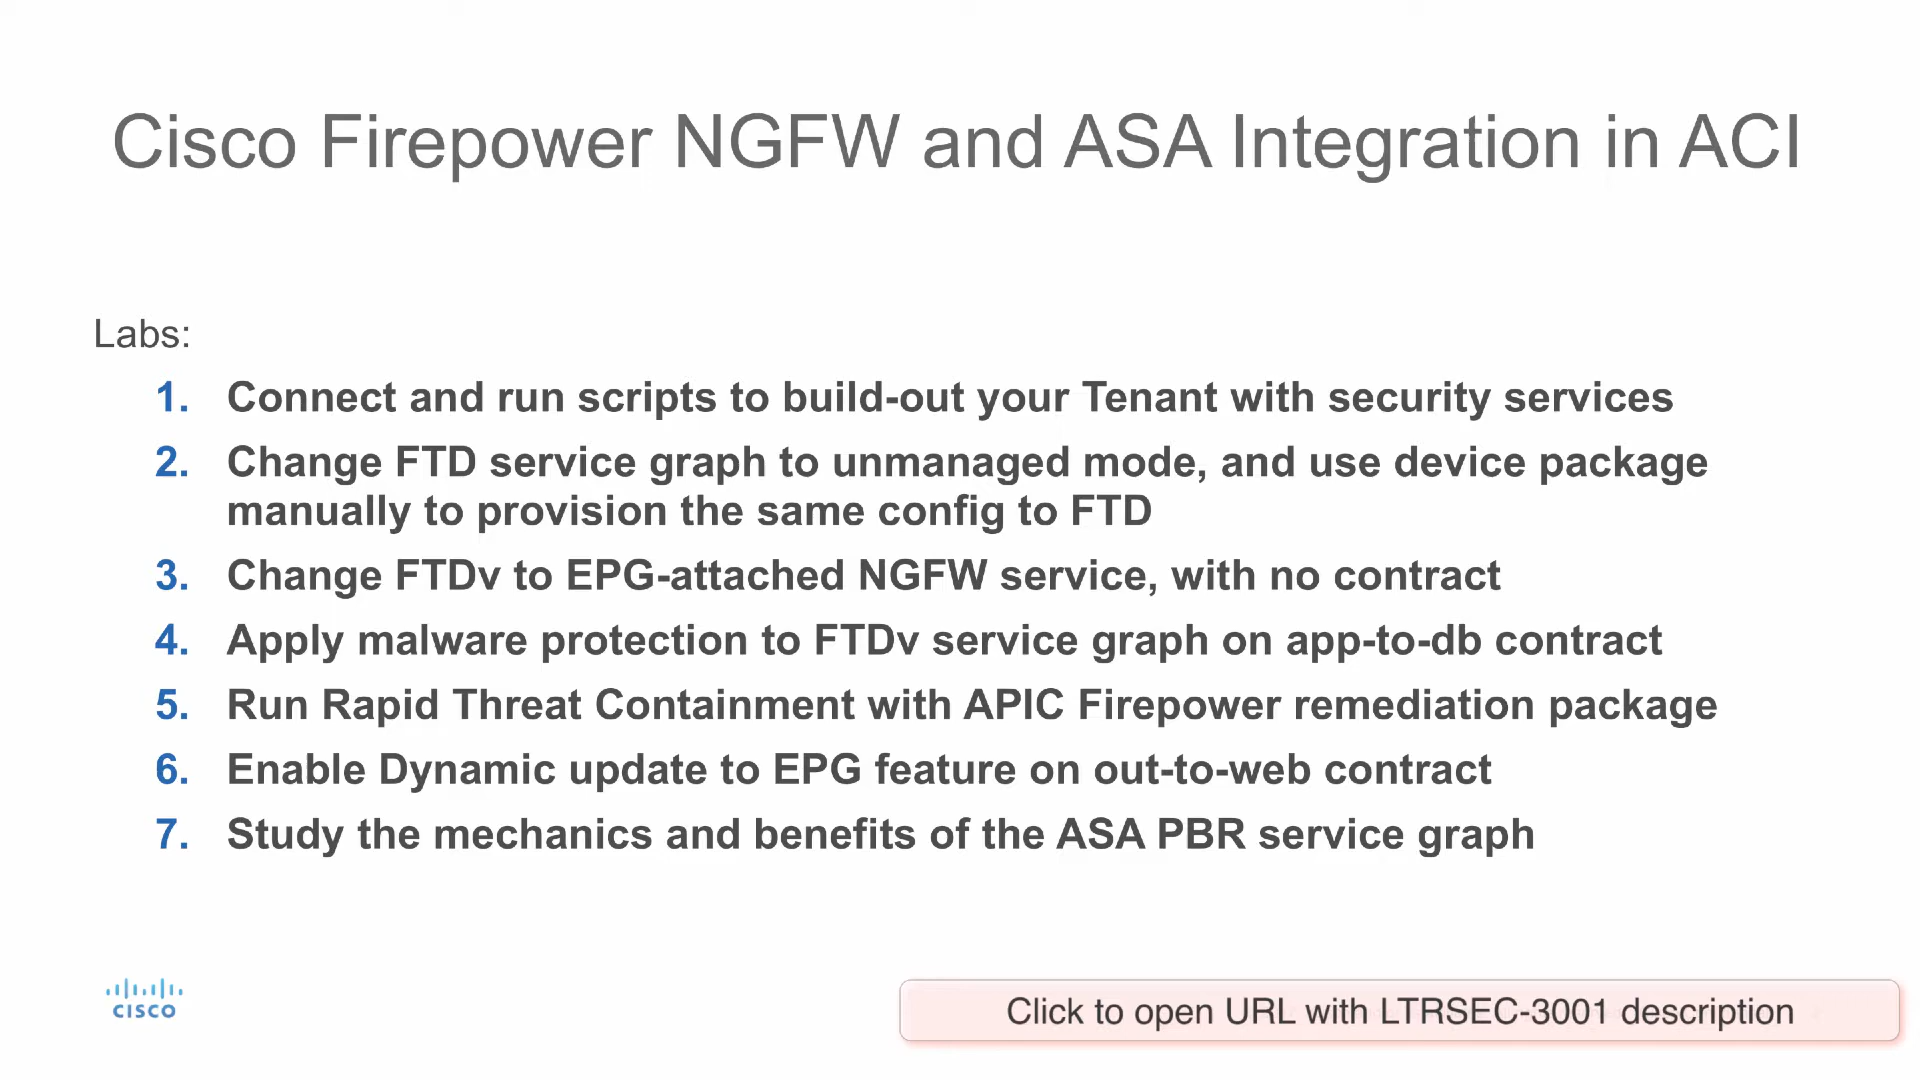 Cisco Firepower NGFW and ASA Integration in ACI
Labs:
1. Connect and run scripts to build-out your Tenant with security services
2. Change FTD service graph to unmanaged mode, and use device package
manually to provision the same config to FTD
3. Change FTDv to EPG-attached NGFW service, with no contract
4. Apply malware protection to FTDv service graph on app-to-db contract
5. Run Rapid Threat Containment with APIC Firepower remediation package
6. Enable Dynamic update to EPG feature on out-to-web contract
7. Study the mechanics and benefits of the ASA PBR service graph
CISCO
Click to open URL with LTRSEC-3001 description